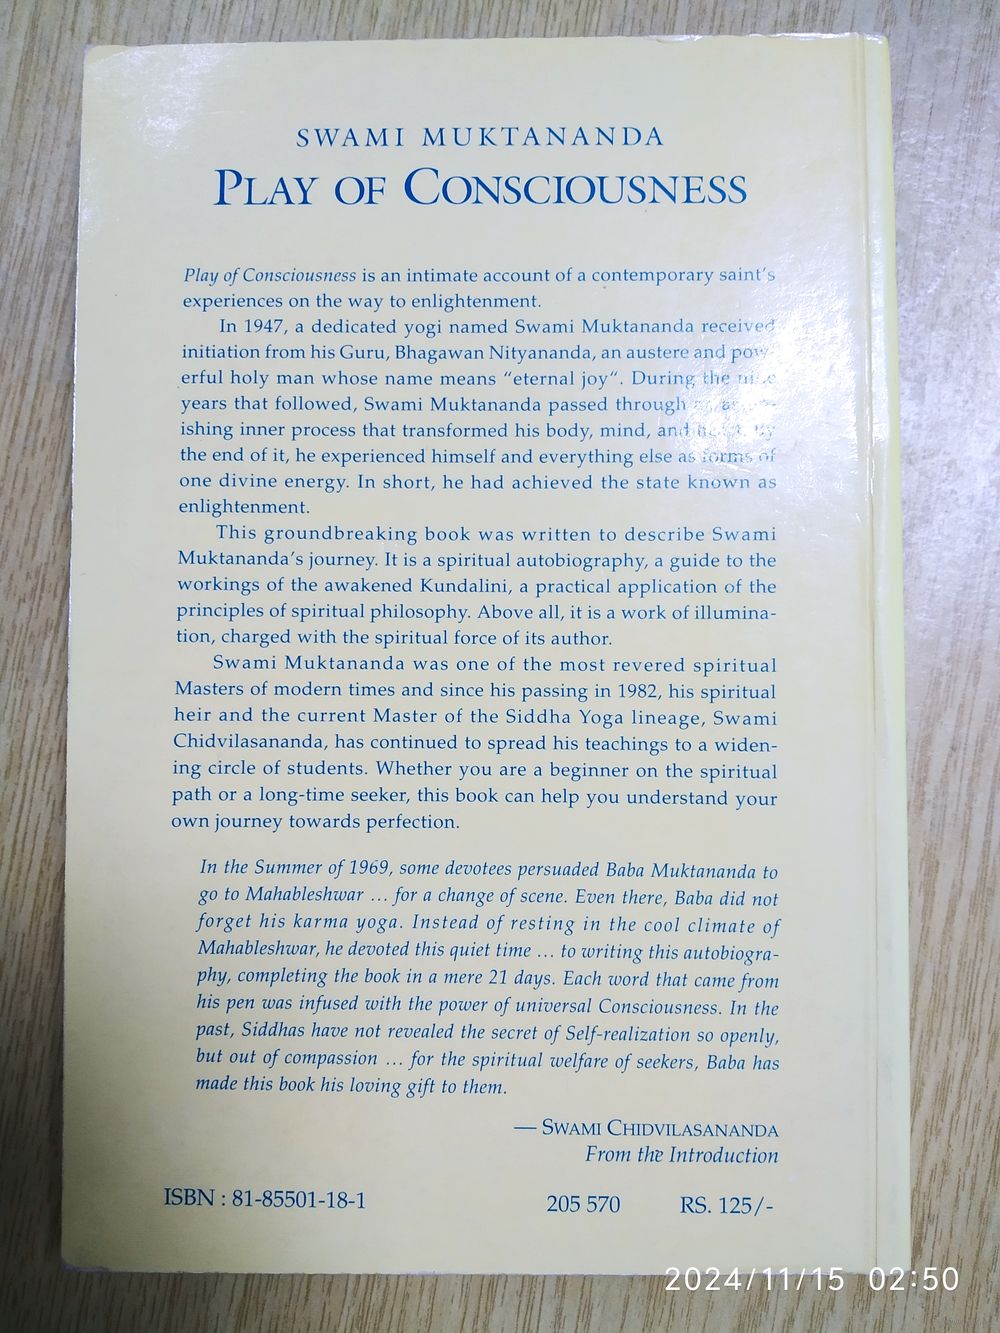 SWAMI MUKTANANDA
PLAY OF CONSCIOUSNESS
Play of Consciousness is an intimate account of a contemporary saint's
experiences on the way to enlightenment.
In 1947, a dedicated yogi named Swami Muktananda received
initiation from his Guru, Bhagawan Nityananda, an austere and pow-
erful holy man whose name means “eternal joy“. During the
years that followed, Swami Muktananda passed through
ishing inner process that transformed his body, mind, and
the end of it, he experienced himself and everything else as forms of
one divine energy. In short, he had achieved the state known as
enlightenment.
This groundbreaking book was written to describe Swami
Muktananda's journey. It is a spiritual autobiography, a guide to the
workings of the awakened Kundalini, a practical application of the
principles of spiritual philosophy. Above all, it is a work of illumina-
tion, charged with the spiritual force of its author.
Swami Muktananda was one of the most revered spiritual
Masters of modern times and since his passing in 1982, his spiritual
heir and the current Master of the Siddha Yoga lineage, Swami
Chidvilasananda, has continued to spread his teachings to a widen-
ing circle of students. Whether you are a beginner on the spiritual
path or a long-time seeker, this book can help you understand your
own journey towards perfection.
In the Summer of 1969, some devotees persuaded Baba Muktananda to
go to Mahableshwar ... for a change of scene. Even there, Baba did not
forget his karma yoga. Instead of resting in the cool climate of
Mahableshwar, he devoted this quiet time ... to writing this autobiogra-
phy, completing the book in a mere 21 days. Each word that came from
his pen was infused with the power of universal Consciousness. In the
past, Siddhas have not revealed the secret of Self-realization so openly,
but out of compassion ... for the spiritual welfare of seekers, Baba has
made this book his loving gift to them.
— SWAMI CHIDVILASANANDA
From the Introduction
ISBN : 81-85501-18-1 205 570 RS. 125/-
2024/11/15 02:50